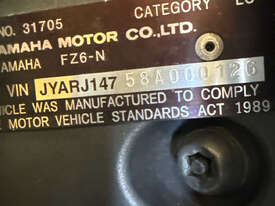 NO. 31705 CATEGORY
YAMAHA MOTOR CO.,LTD.
YAMAHA FZ6-N
VIN JYARJ147 58A000126
VEHICLE WAS MANUFACTURED TO COMPLY
MOTOR VEHICLE STANDARDS ACT 1989